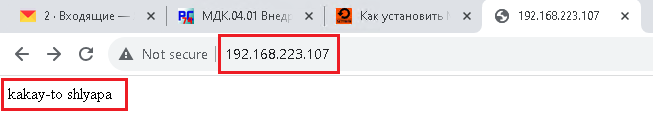 2 · Входящие — МДК.04.01 Внедр Как установить 192.168.223.107
Not secure 192.168.223.107
kakay-to shlyapa